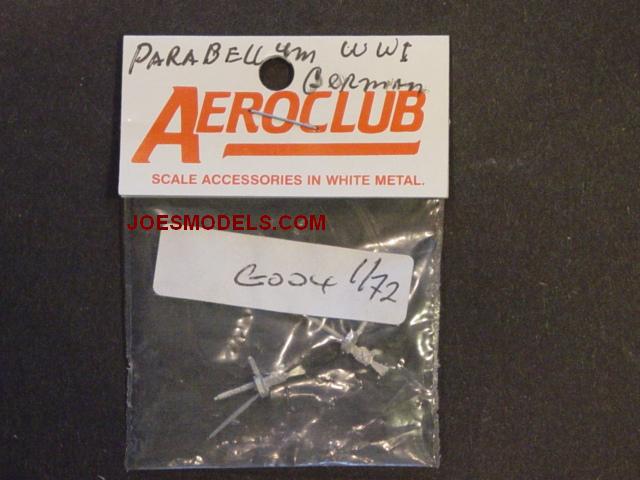 PARABELLUM WWI
GERMAN
AEROCLUB
SCALE ACCESSORIES IN WHITE METAL.
JOESMODELS.COM
G004 1/72